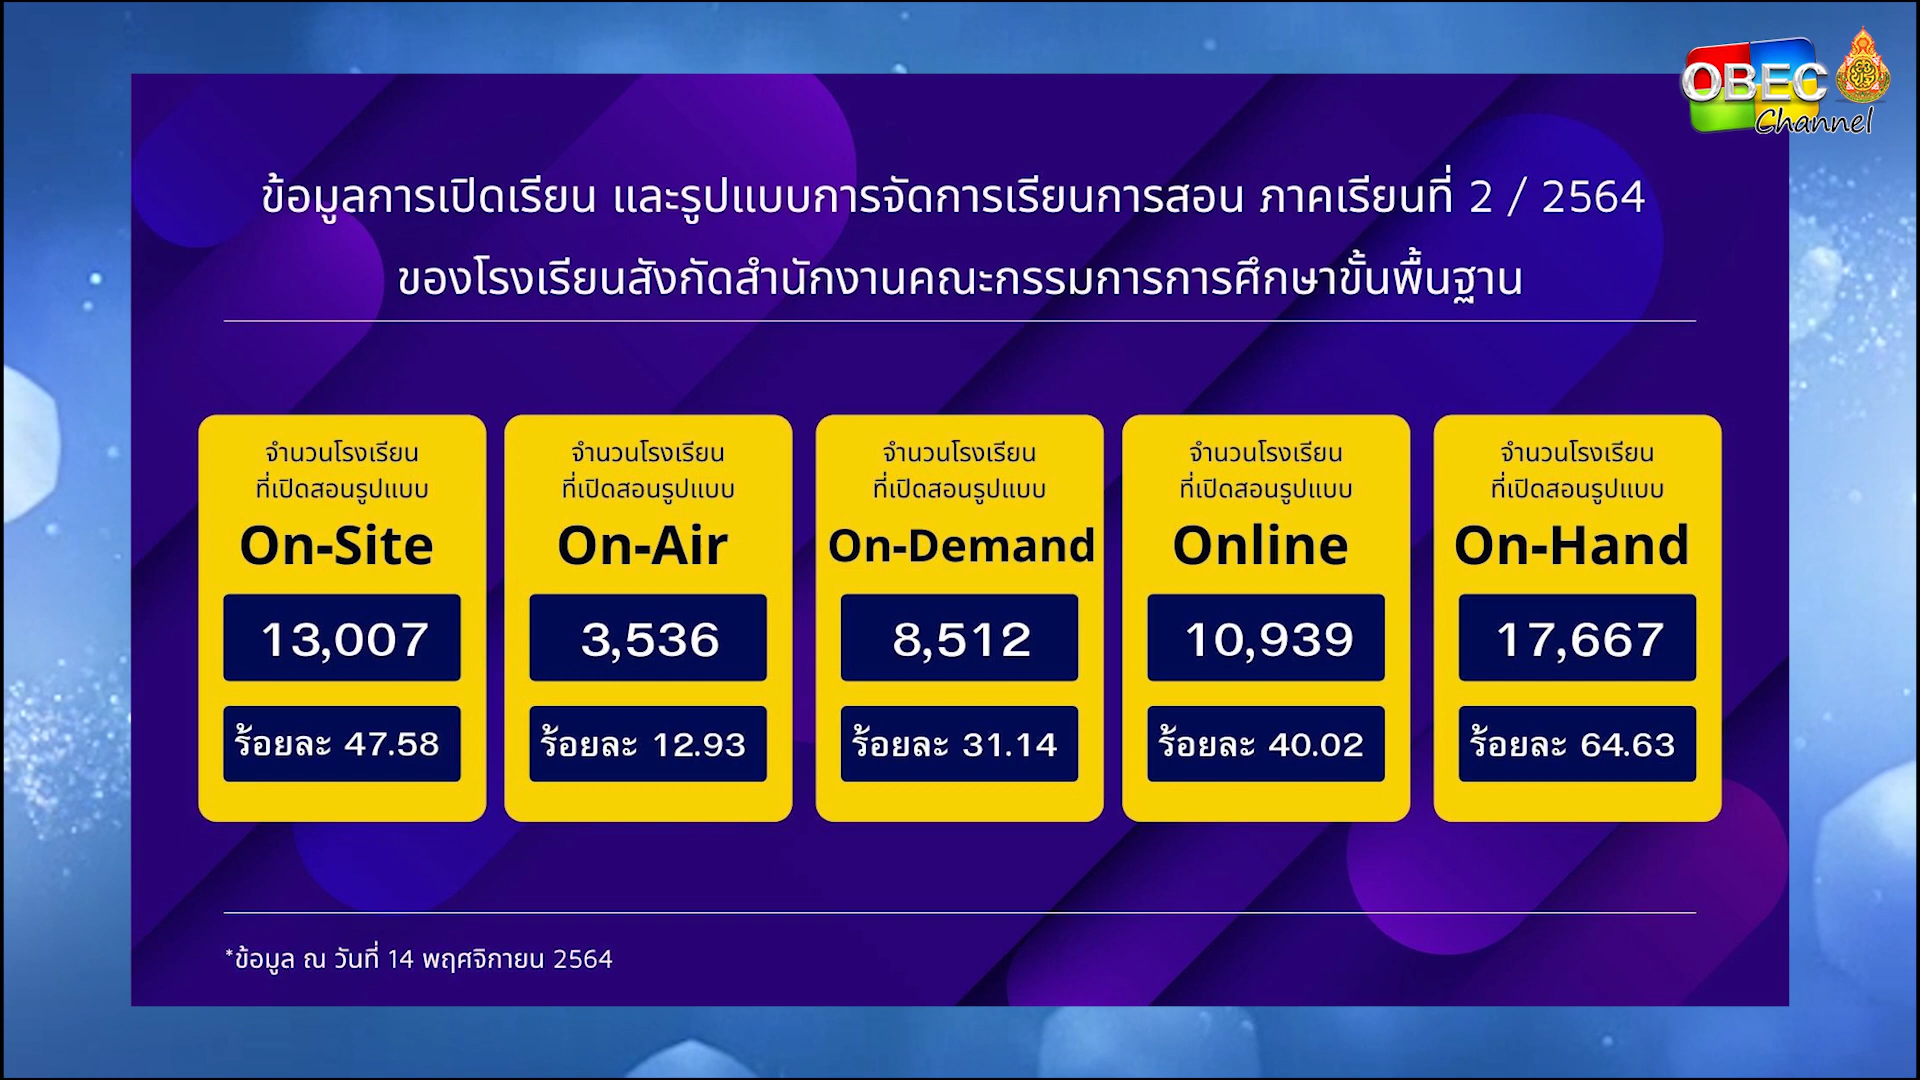 OBEC
Channel
ข้อมูลการเปิดเรียน และรูปแบบการจัดการเรียนการสอน ภาคเรียนที่ 2 / 2564
ของโรงเรียนสังกัดสำนักงานคณะกรรมการการศึกษาขั้นพื้นฐาน
จำนวนโรงเรียน
ที่เปิดสอนรูปแบบ
On-Site
13,007
ร้อยละ 47.58
จำนวนโรงเรียน
ที่เปิดสอนรูปแบบ
On-Air
3,536
ร้อยละ 12.93
จำนวนโรงเรียน
ที่เปิดสอนรูปแบบ
On-Demand
8,512
ร้อยละ 31.14
จำนวนโรงเรียน
ที่เปิดสอนรูปแบบ
Online
10,939
ร้อยละ 40.02
จำนวนโรงเรียน
ที่เปิดสอนรูปแบบ
On-Hand
17,667
ร้อยละ 64.63
*ข้อมูล ณ วันที่ 14 พฤศจิกายน 2564